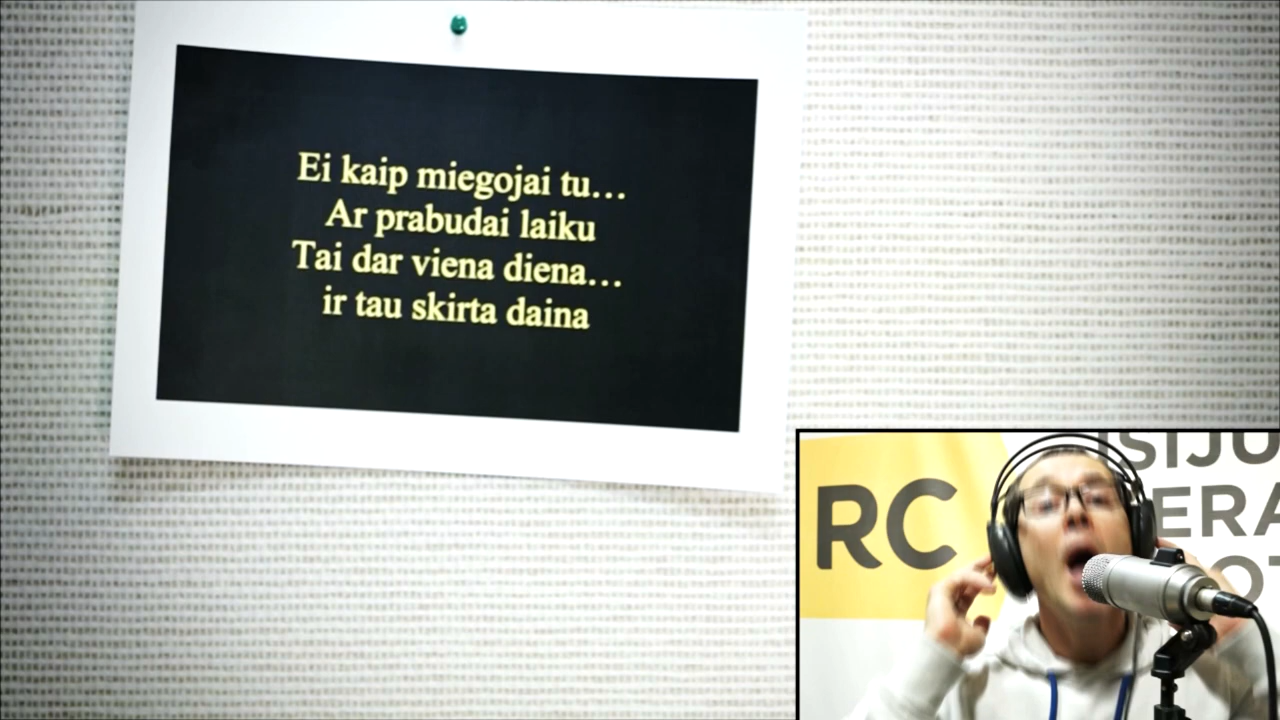 Ei kaip miegojai tu…
Ar prabudai laiku
Tai dar viena diena…
ir tau skirta daina
RC